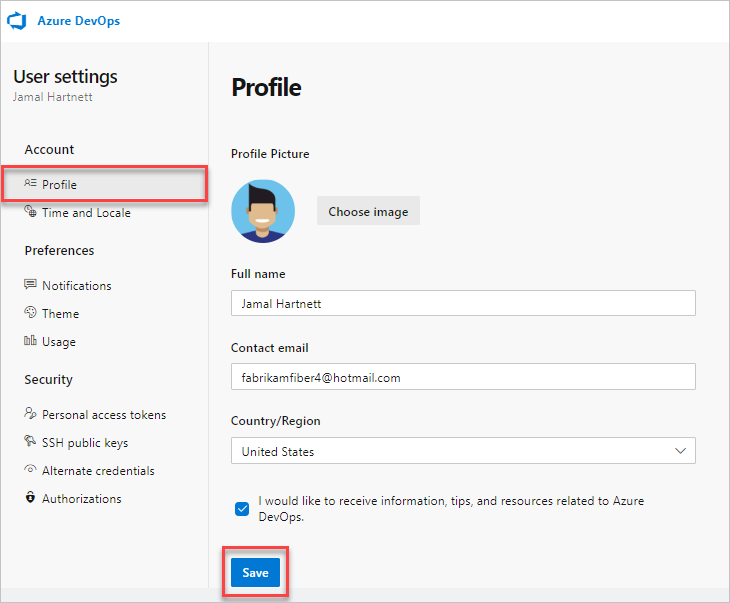 Azure DevOps
User settings
Jamal Hartnett
Account
Profile
Time and Locale
Preferences
Notifications
Theme
Usage
Security
Personal access tokens
SSH public keys
Alternate credentials
Authorizations
Profile
Profile Picture
Choose image
Full name
Jamal Hartnett
Contact email
fabrikamfiber4@hotmail.com
Country/Region
United States
I would like to receive information, tips, and resources related to Azure
DevOps.
Save